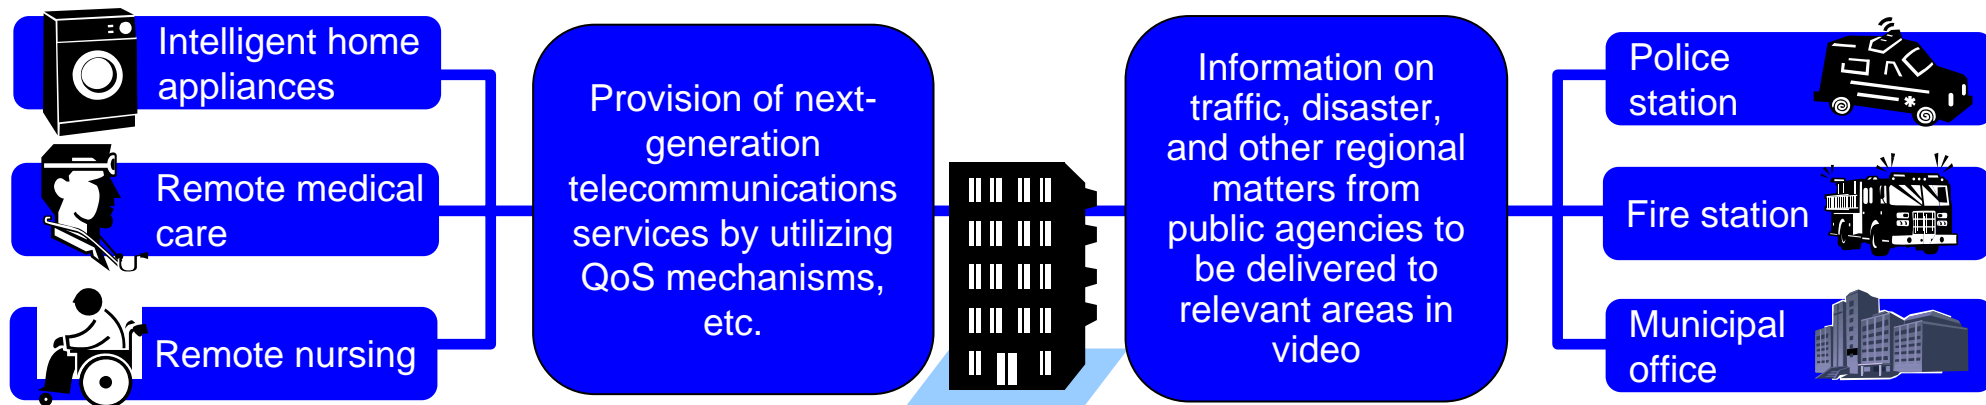 Intelligent home
appliances
Remote medical
care
Remote nursing
Provision of next-
generation
telecommunications
services by utilizing
QoS mechanisms,
etc.
Information on
traffic, disaster,
and other regional
matters from
public agencies to
be delivered to
relevant areas in
video
Police
station
Fire station
Municipal
office